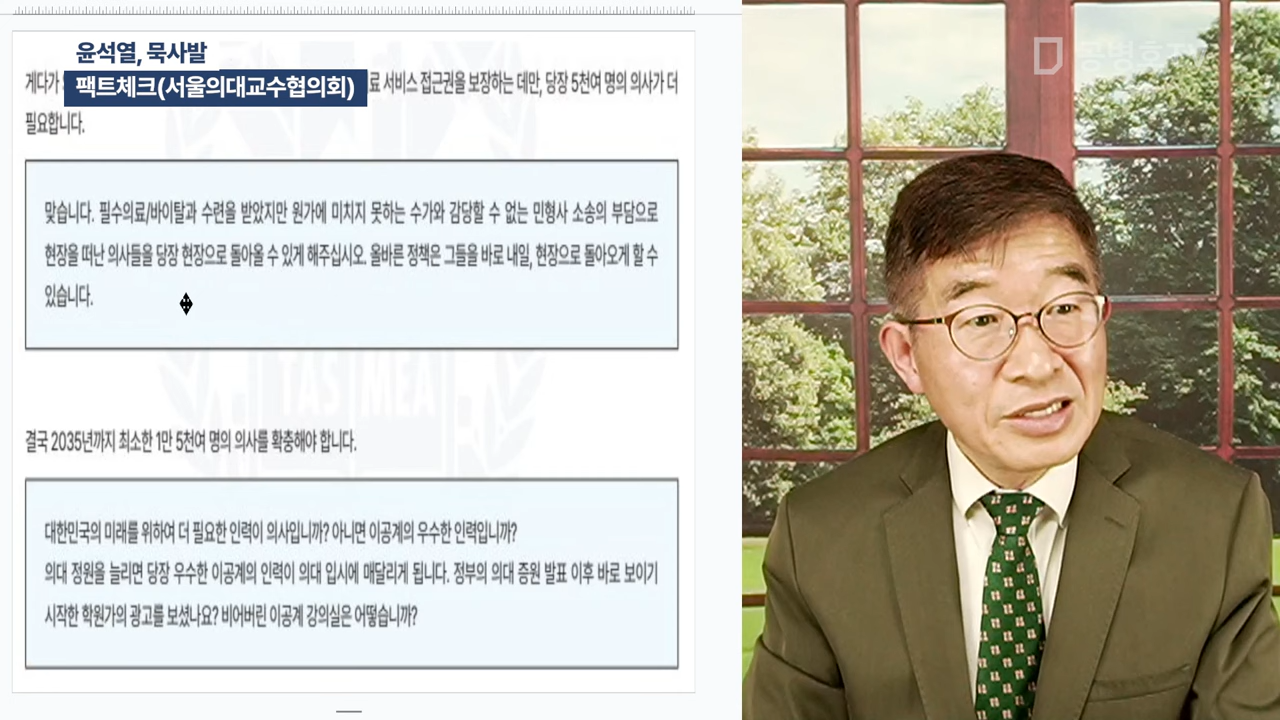 윤석열, 묵사발
팩트체크(서울의대교수협의회)
공병호
게다가
료 서비스 접근권을 보장하는 데만, 당장 5천여 명의 의사가 더
필요합니다.
맞습니다. 필수의료/바이탈과 수련을 받았지만 원가에 미치지 못하는 수가와 감당할 수 없는 민형사 소송의 부담으로
현장을 떠난 의사들을 당장 현장으로 돌아올 수 있게 해주십시오. 올바른 정책은 그들을 바로 내일, 현장으로 돌아오게 할 수
있습니다.
TAS MEA
결국 2035년까지 최소한 1만 5천여 명의 의사를 확충해야 합니다.
대한민국의 미래를 위하여 더 필요한 인력이 의사입니까? 아니면 이공계의 우수한 인력입니까?
의대 정원을 늘리면 당장 우수한 이공계의 인력이 의대 입시에 매달리게 됩니다. 정부의 의대 증원 발표 이후 바로 보이기
시작한 학원가의 광고를 보셨나요? 비어버린 이공계 강의실은 어떻습니까?